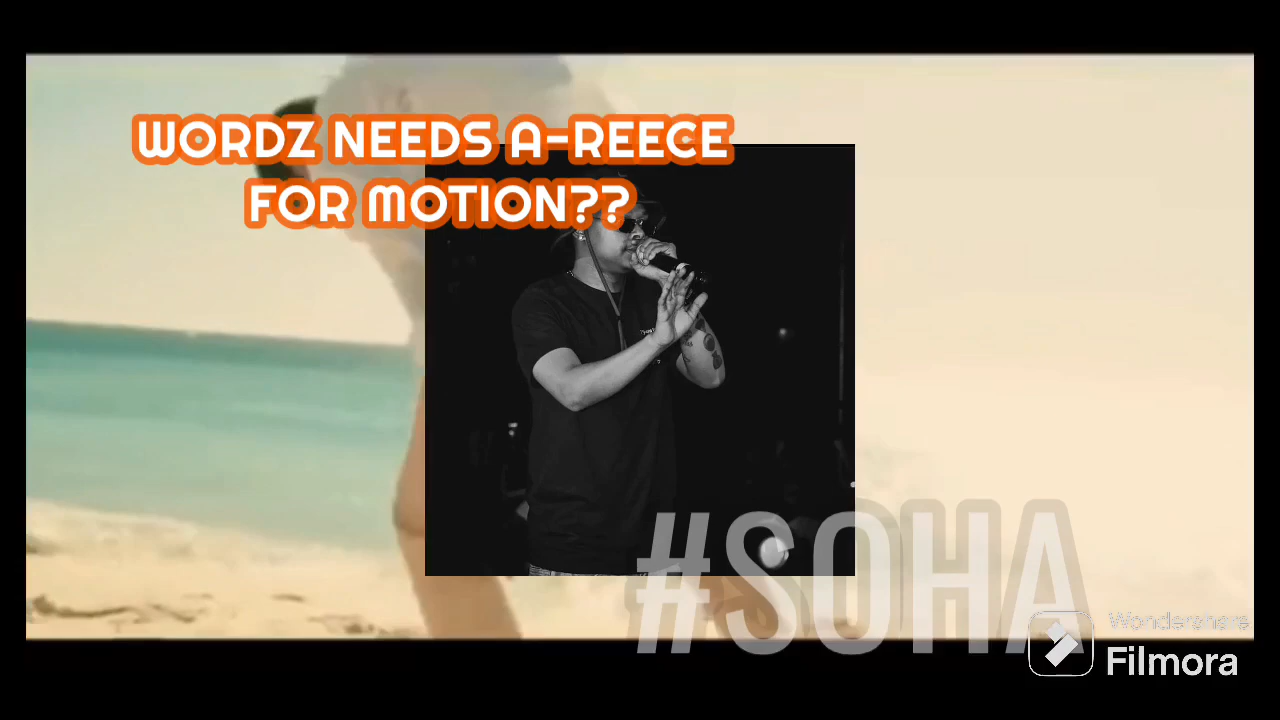 WORDZ NEEDS A-REECE
FOR MOTION??
#SOHA
Wondershare
Filmora